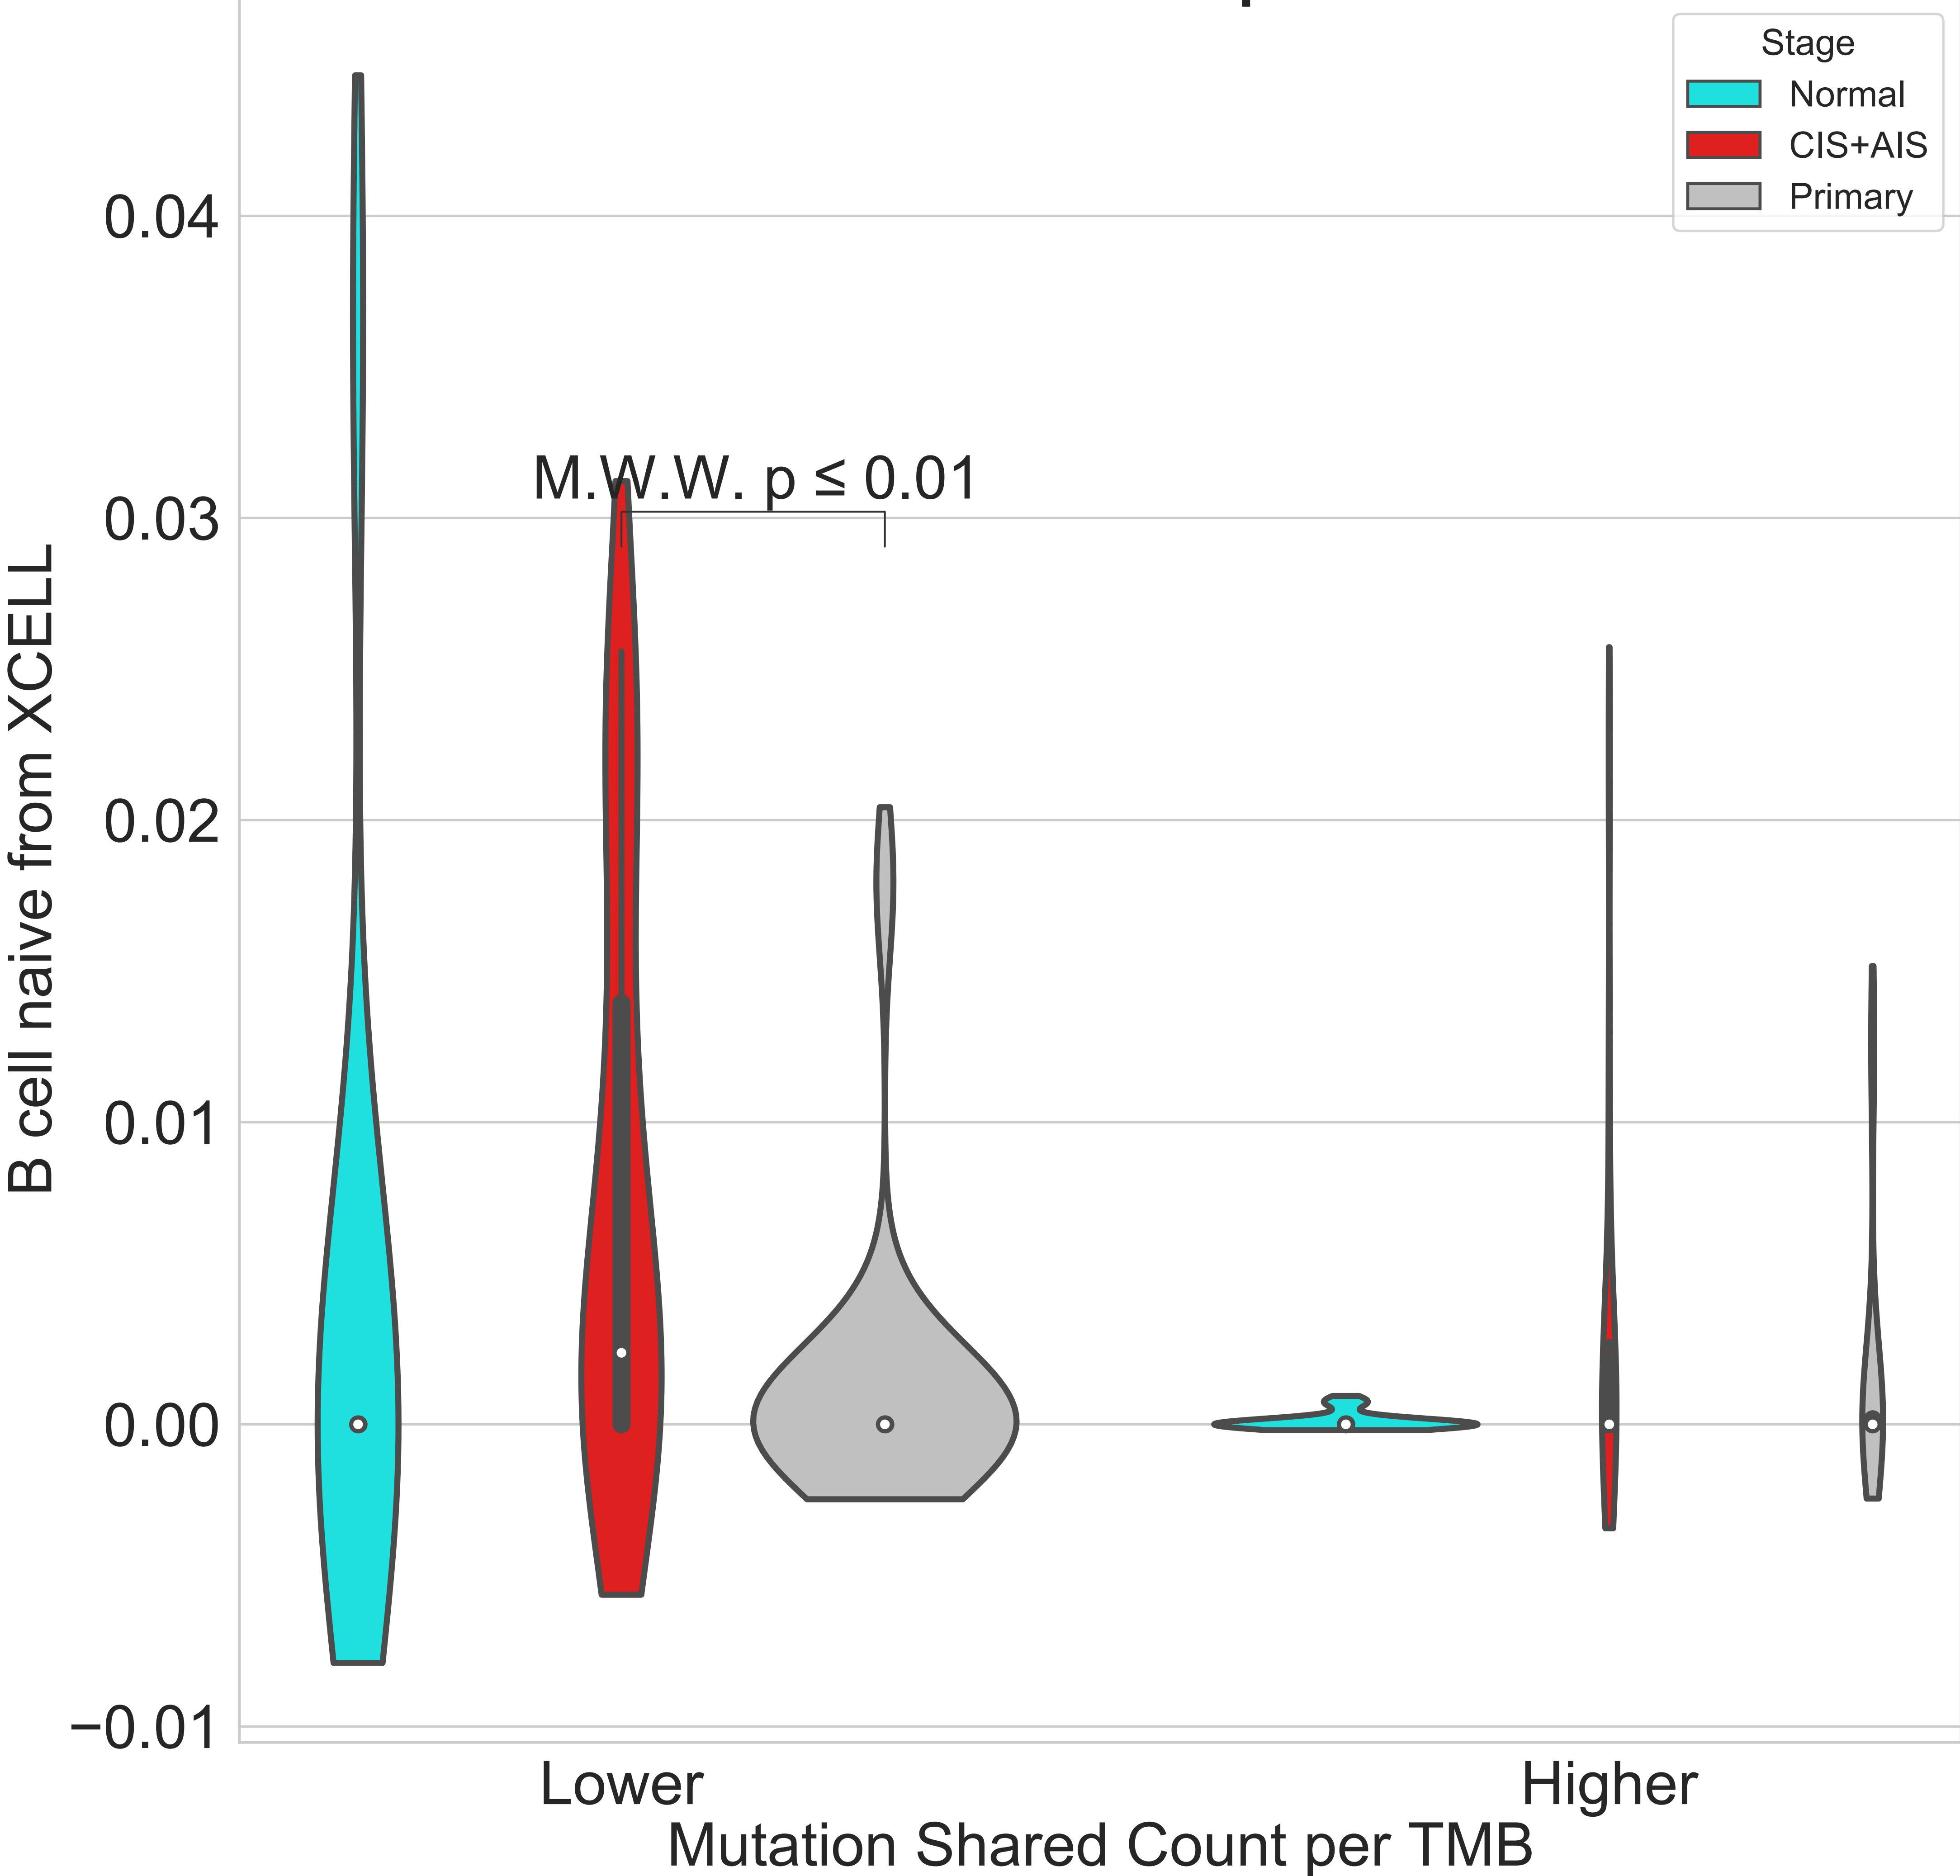 Stage
Normal
CIS+AIS
Primary
0.04
M.W.W. p ≤ 0.01
0.03
0.02
0.01
0.00
−0.01
B cell naive from XCELL
Lower
Higher
Mutation Shared Count per TMB